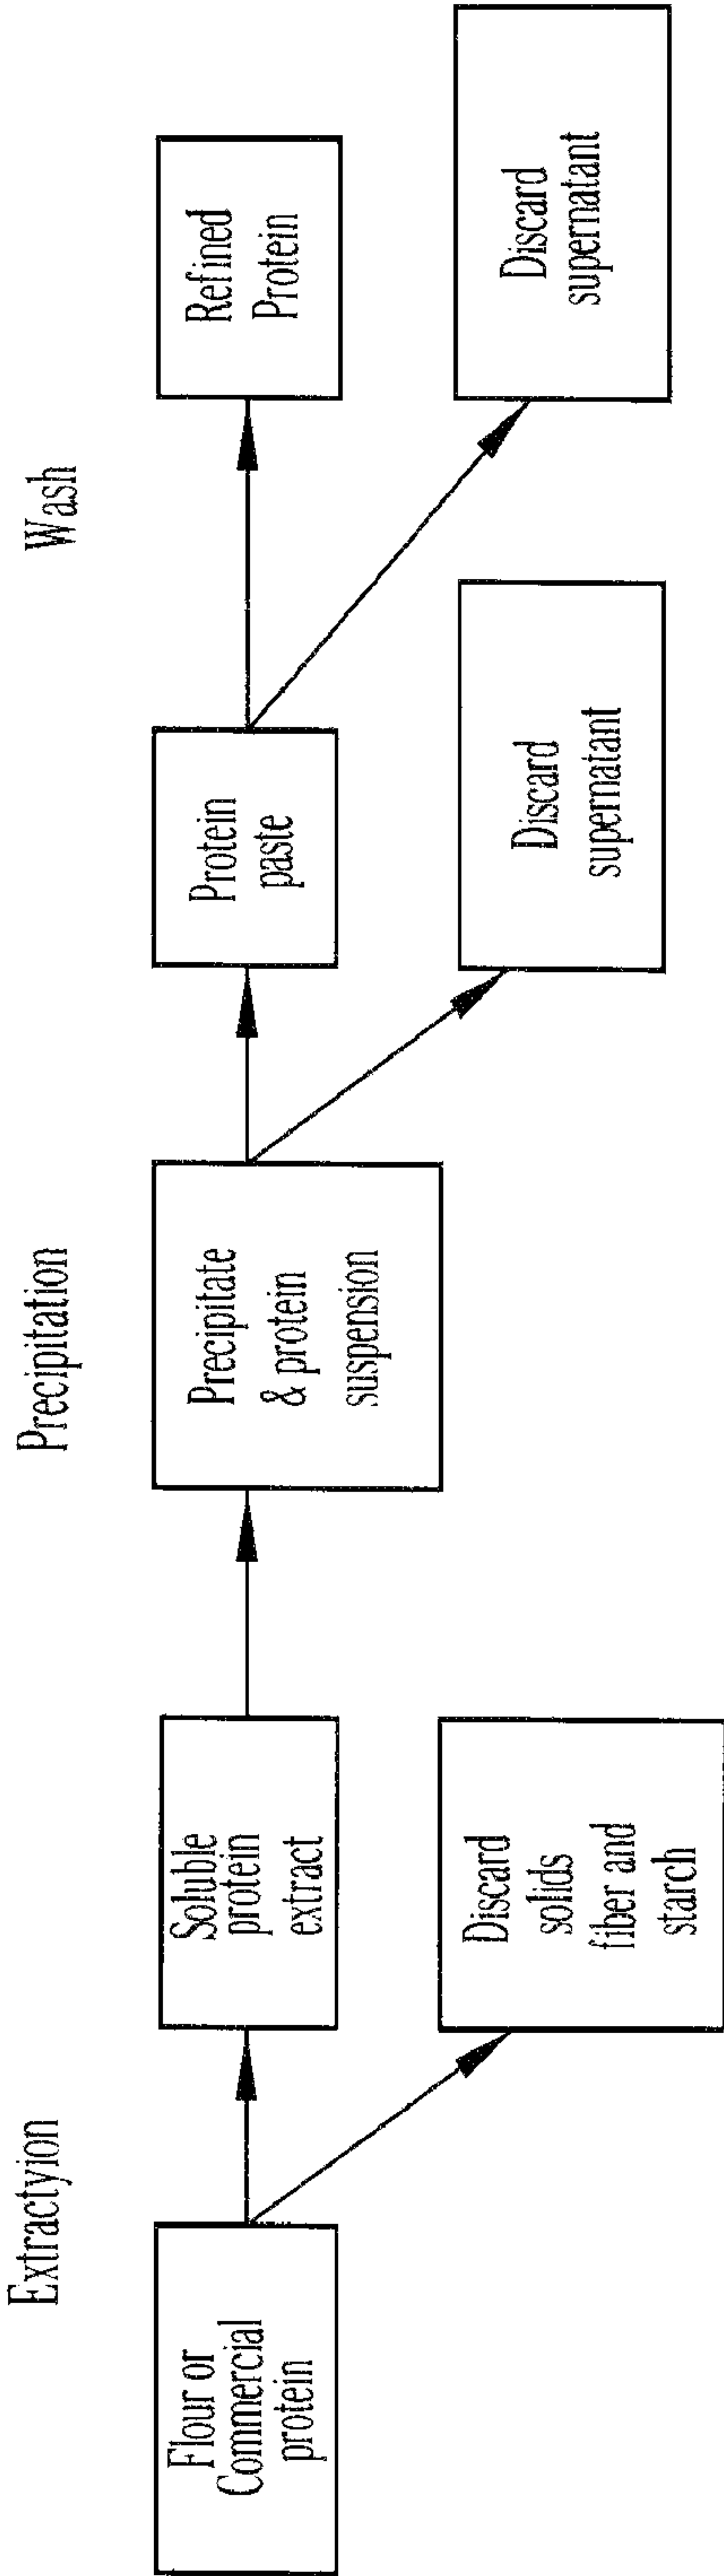 Extractyion
Precipitation
Wash
Flour or
Commercial
protein
Soluble
protein
extract
Precipitate
& protein
suspension
Protein
paste
Refined
Protein
Discard
solids
fiber and
starch
Discard
supernatant
Discard
supernatant